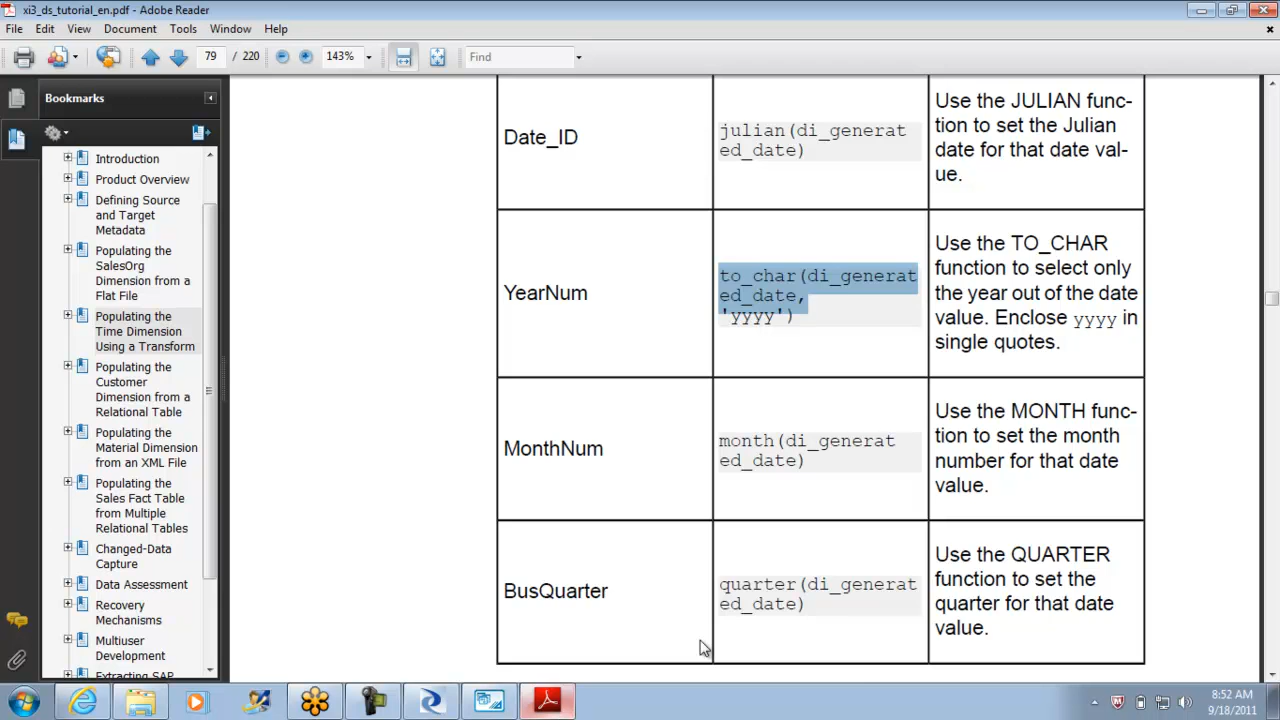 xi3_ds_tutorial_en.pdf - Adobe Reader
File Edit View Document Tools Window Help
79 / 220 143% Find
Bookmarks
Introduction
Product Overview
Defining Source
and Target
Metadata
Populating the
SalesOrg
Dimension from a
Flat File
Populating the
Time Dimension
Using a Transform
Populating the
Customer
Dimension from a
Relational Table
Populating the
Material Dimension
from an XML File
Populating the
Sales Fact Table
from Multiple
Relational Tables
Changed-Data
Capture
Data Assessment
Recovery
Mechanisms
Multiuser
Development
Extracting SAP
Date_ID
julian(di_generat
ed_date)
Use the JULIAN func-
tion to set the Julian
date for that date val-
ue.
YearNum
to_char(di_generat
ed_date,
'yyyy')
Use the TO_CHAR
function to select only
the year out of the date
value. Enclose yyyy in
single quotes.
MonthNum
month(di_generat
ed_date)
Use the MONTH func-
tion to set the month
number for that date
value.
BusQuarter
quarter(di_generat
ed_date)
Use the QUARTER
function to set the
quarter for that date
value.
8:52 AM
9/18/2011